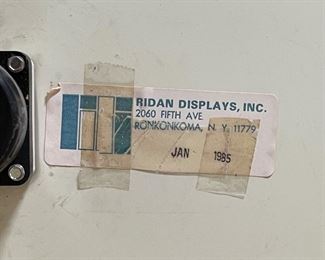 RIDAN DISPLAYS, INC.
2060 FIFTH AVE.
RONKONKOMA, N. Y. 11779
JAN 1985